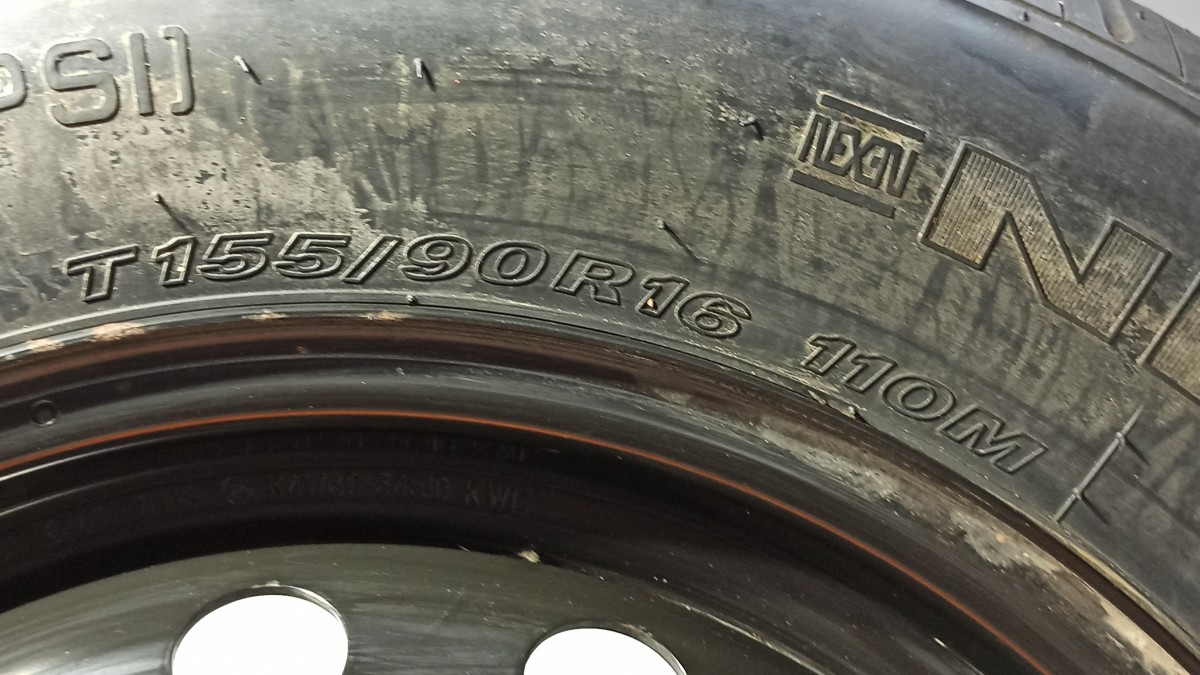 PSI)
NEXEN
N
T155/90R16 110M